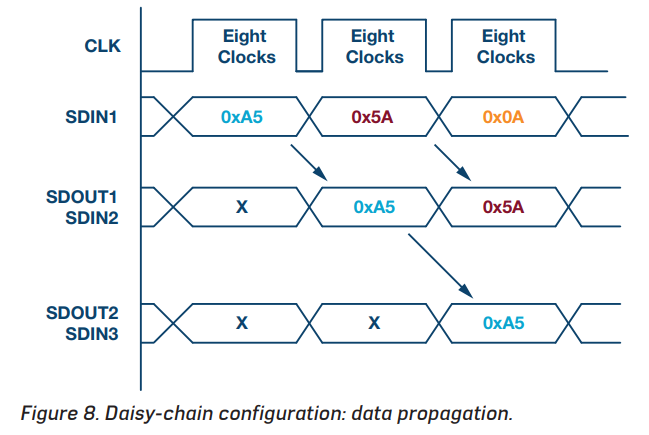 CLK
Eight
Clocks
Eight
Clocks
Eight
Clocks
SDIN1
0xA5
0x5A
0x0A
SDOUT1
SDIN2
X
0xA5
0x5A
SDOUT2
SDIN3
X
X
0xA5
Figure 8. Daisy-chain configuration: data propagation.